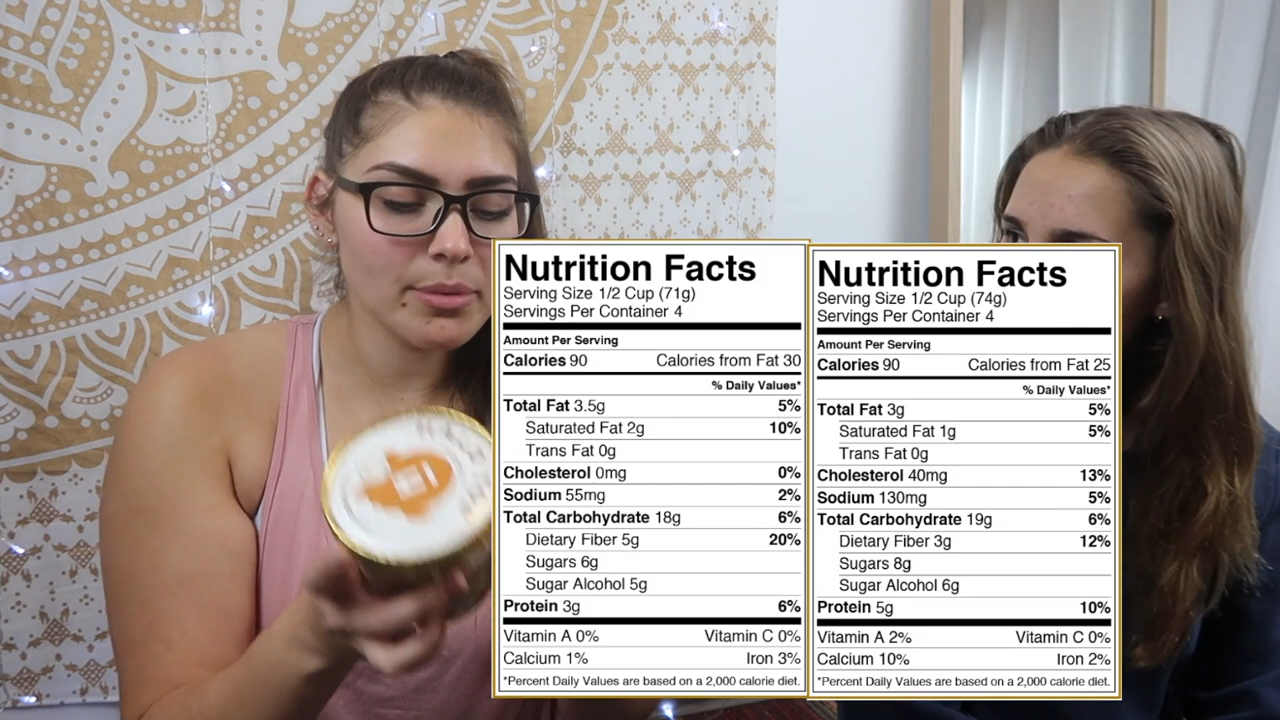 Nutrition Facts
Serving Size 1/2 Cup (71g)
Servings Per Container 4
Amount Per Serving
Calories 90 Calories from Fat 30
% Daily Values*
Total Fat 3.5g 5%
Saturated Fat 2g 10%
Trans Fat 0g
Cholesterol 0mg 0%
Sodium 55mg 2%
Total Carbohydrate 18g 6%
Dietary Fiber 5g 20%
Sugars 6g
Sugar Alcohol 5g
Protein 3g 6%
Vitamin A 0% Vitamin C 0%
Calcium 1% Iron 3%
*Percent Daily Values are based on a 2,000 calorie diet.
Nutrition Facts
Serving Size 1/2 Cup (74g)
Servings Per Container 4
Amount Per Serving
Calories 90 Calories from Fat 25
% Daily Values*
Total Fat 3g 5%
Saturated Fat 1g 5%
Trans Fat 0g
Cholesterol 40mg 13%
Sodium 130mg 5%
Total Carbohydrate 19g 6%
Dietary Fiber 3g 12%
Sugars 8g
Sugar Alcohol 6g
Protein 5g 10%
Vitamin A 2% Vitamin C 0%
Calcium 10% Iron 2%
*Percent Daily Values are based on a 2,000 calorie diet.